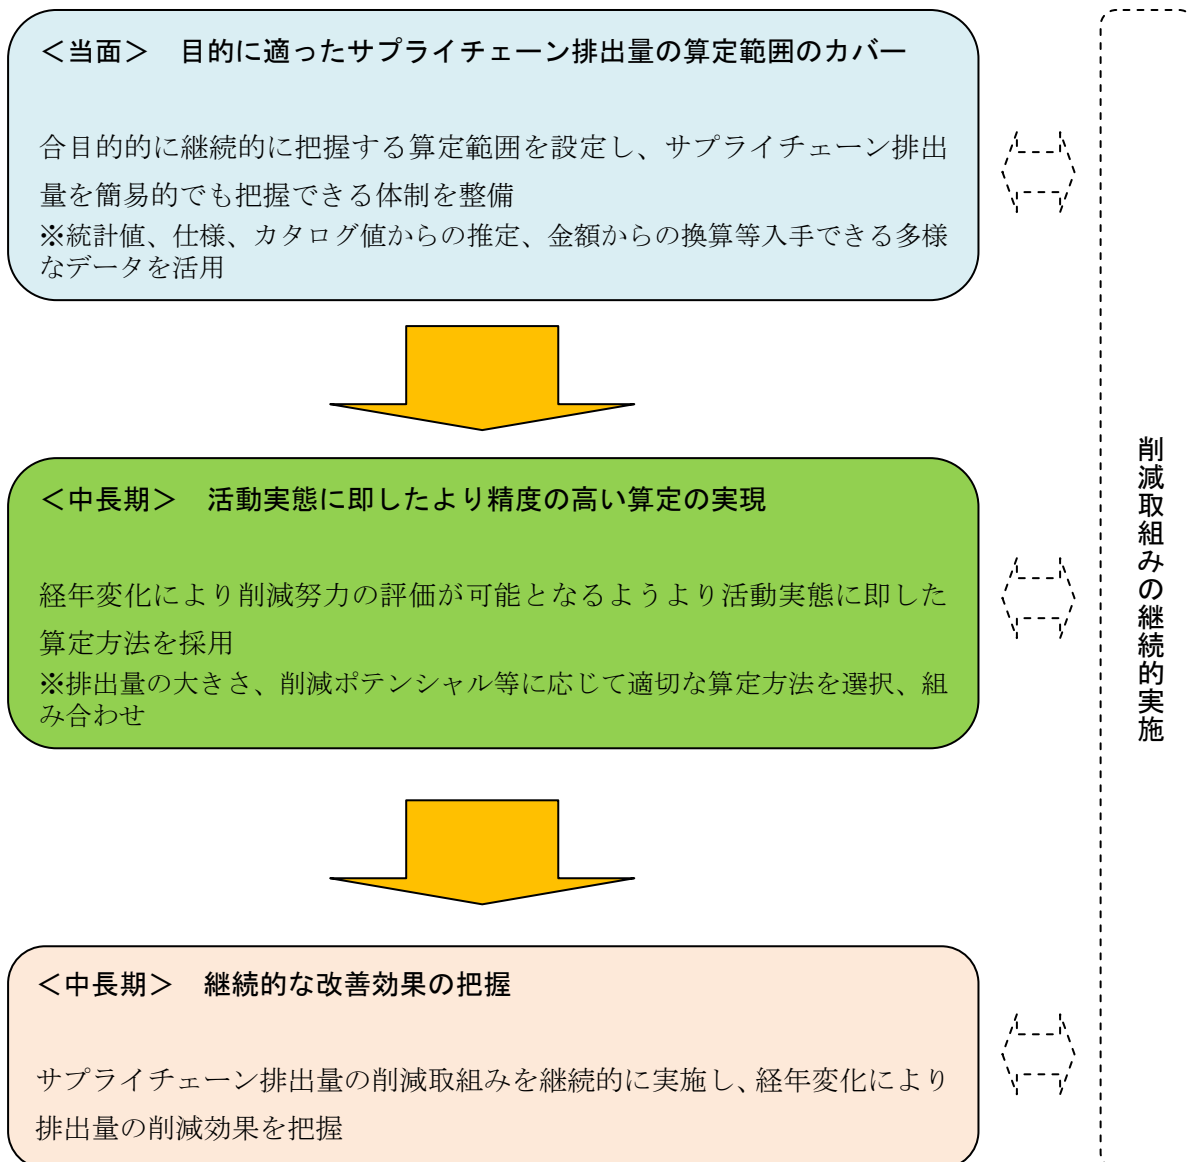 ＜当面＞　目的に適ったサプライチェーン排出量の算定範囲のカバー
合目的的に継続的に把握する算定範囲を設定し、サプライチェーン排出
量を簡易的でも把握できる体制を整備
※統計値、仕様、カタログ値からの推定、金額からの換算等入手できる多様
なデータを活用
＜中長期＞　活動実態に即したより精度の高い算定の実現
経年変化により削減努力の評価が可能となるようより活動実態に即した
算定方法を採用
※排出量の大きさ、削減ポテンシャル等に応じて適切な算定方法を選択、組
み合わせ
＜中長期＞　継続的な改善効果の把握
サプライチェーン排出量の削減取組みを継続的に実施し、経年変化により
排出量の削減効果を把握
削減取組みの継続的実施